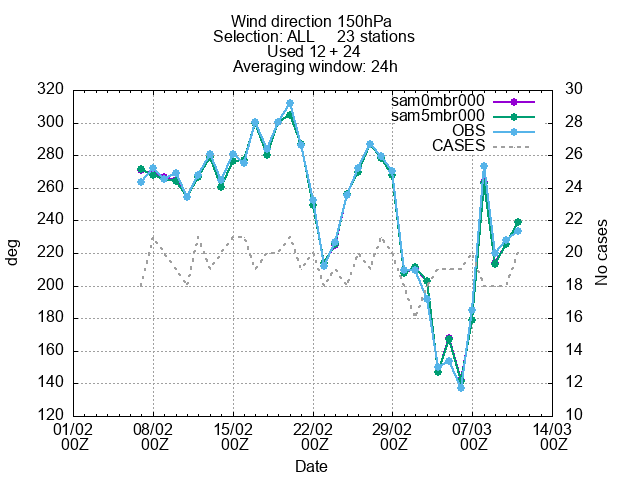 Wind direction 150hPa
Selection: ALL 23 stations
Used 12 + 24
Averaging window: 24h
320 30
sam0mbr000
300 28
sam5mbr000
OBS
280 26
CASES
260 24
240 22
220 20
200 18
180 16
160 14
140 12
120 10
deg
No cases
01/02 08/02 15/02 22/02 29/02 07/03 14/03
00Z 00Z 00Z 00Z 00Z 00Z 00Z
Date